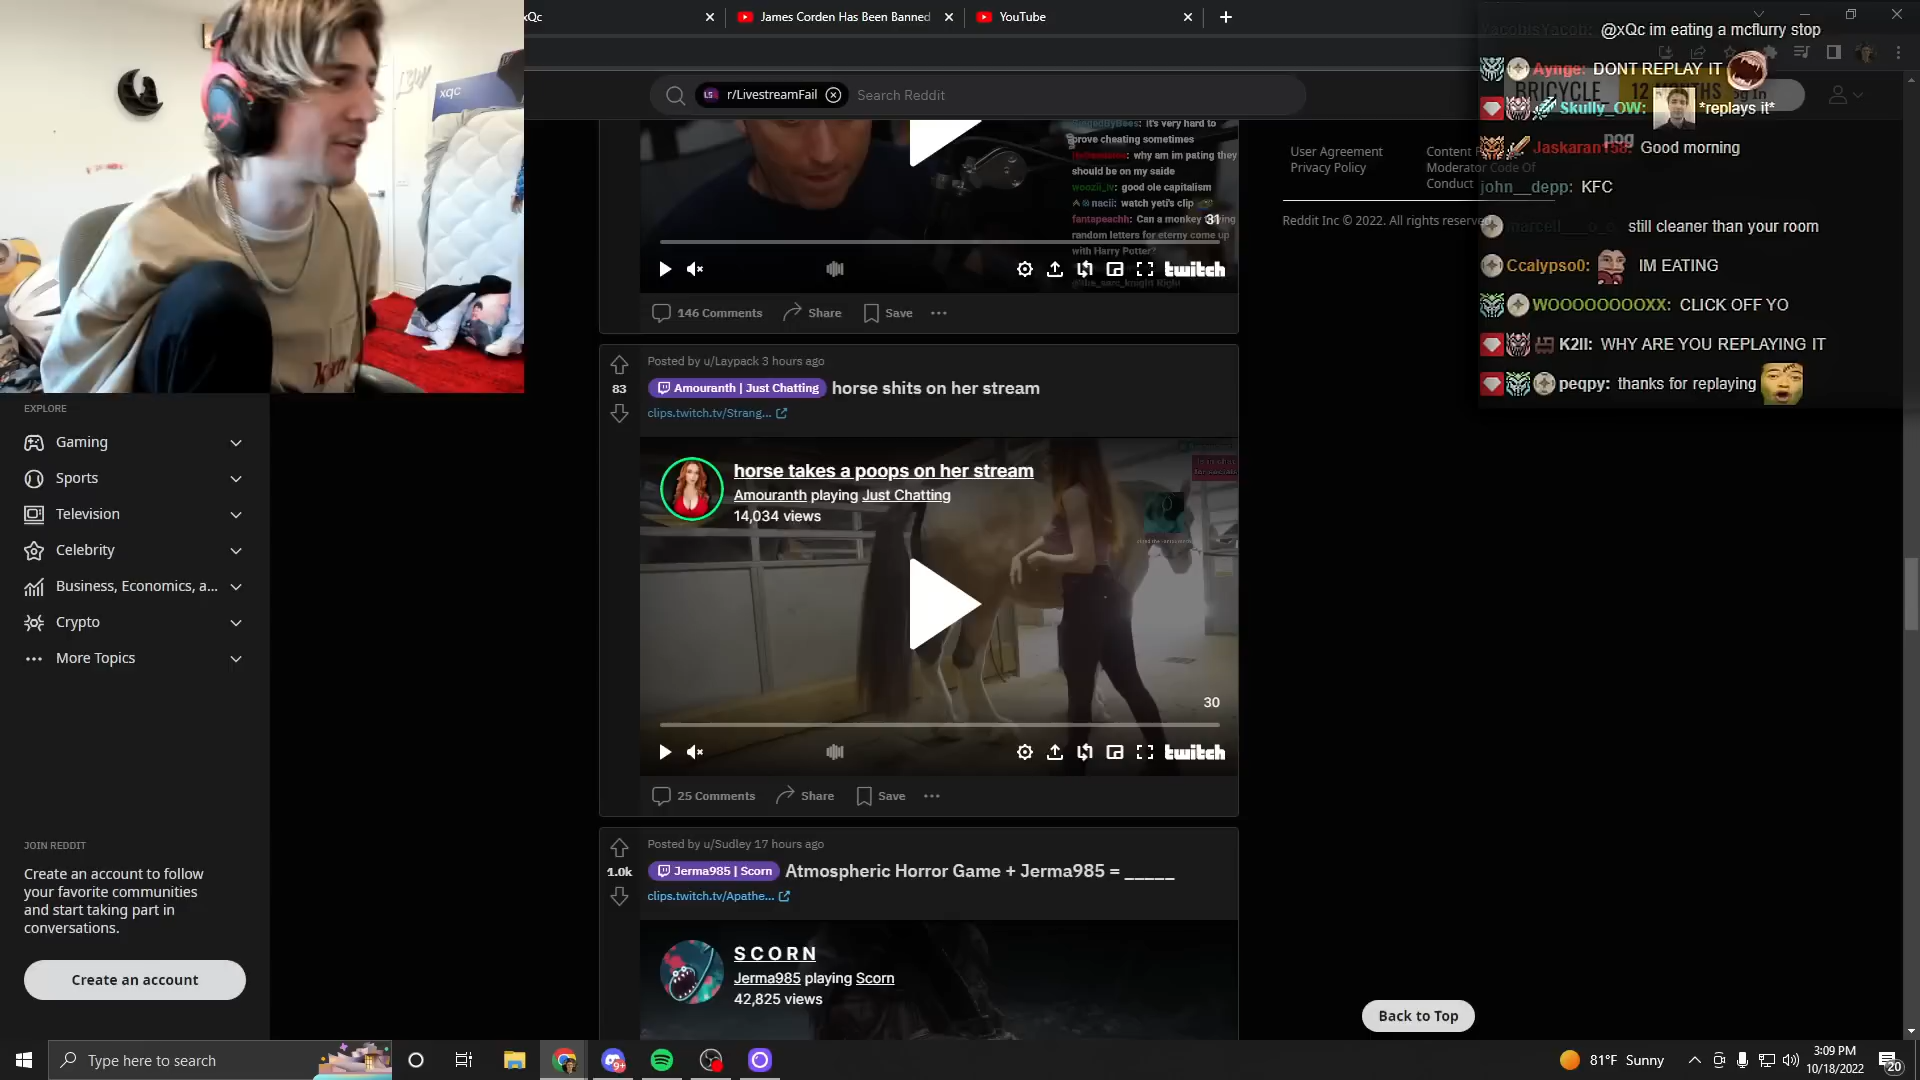 xQc
James Corden Has Been Banned
YouTube
r/LivestreamFail
Search Reddit
xqc
EXPLORE
Gaming
Sports
Television
Celebrity
Business, Economics, a...
Crypto
More Topics
JOIN REDDIT
Create an account to follow
your favorite communities
and start taking part in
conversations.
Create an account
it's very hard to
prove cheating sometimes
why am im pating they
should be on my saide
woozii_iv: good ole capitalism
nacii: watch yeti's clip
fantapeachh: Can a monkey typing
random letters for eterny come up
with Harry Potter?
31
twitch
146 Comments
Share
Save
Posted by u/Laypack 3 hours ago
83
Amouranth | Just Chatting
horse shits on her stream
clips.twitch.tv/Strang...
horse takes a poops on her stream
Amouranth playing Just Chatting
14,034 views
30
twitch
25 Comments
Share
Save
Posted by u/Sudley 17 hours ago
1.0k
Jerma985 | Scorn
Atmospheric Horror Game + Jerma985 = _____
clips.twitch.tv/Apathe...
S C O R N
Jerma985 playing Scorn
42,825 views
User Agreement
Privacy Policy
Content P
Moderator Code Of
Conduct
Reddit Inc © 2022. All rights reserved
YacobisYacob: @xQc im eating a mcflurry stop
Aynge: DONT REPLAY IT
BRICYCLE 12 MONTHS
Skully_OW: *replays it*
pog
Jaskaran158: Good morning
john__depp: KFC
still cleaner than your room
Ccalypso0: IM EATING
WOOOOOOOOXX: CLICK OFF YO
K2II: WHY ARE YOU REPLAYING IT
peqpy: thanks for replaying
Back to Top
Type here to search
9+
81°F Sunny
3:09 PM
10/18/2022
20